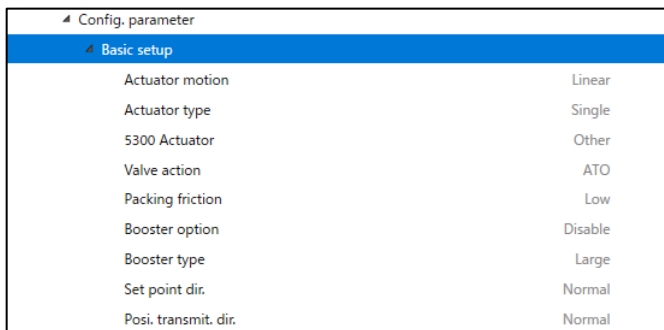 Config. parameter
Basic setup
Actuator motion Linear
Actuator type Single
5300 Actuator Other
Valve action ATO
Packing friction Low
Booster option Disable
Booster type Large
Set point dir. Normal
Posi. transmit. dir. Normal